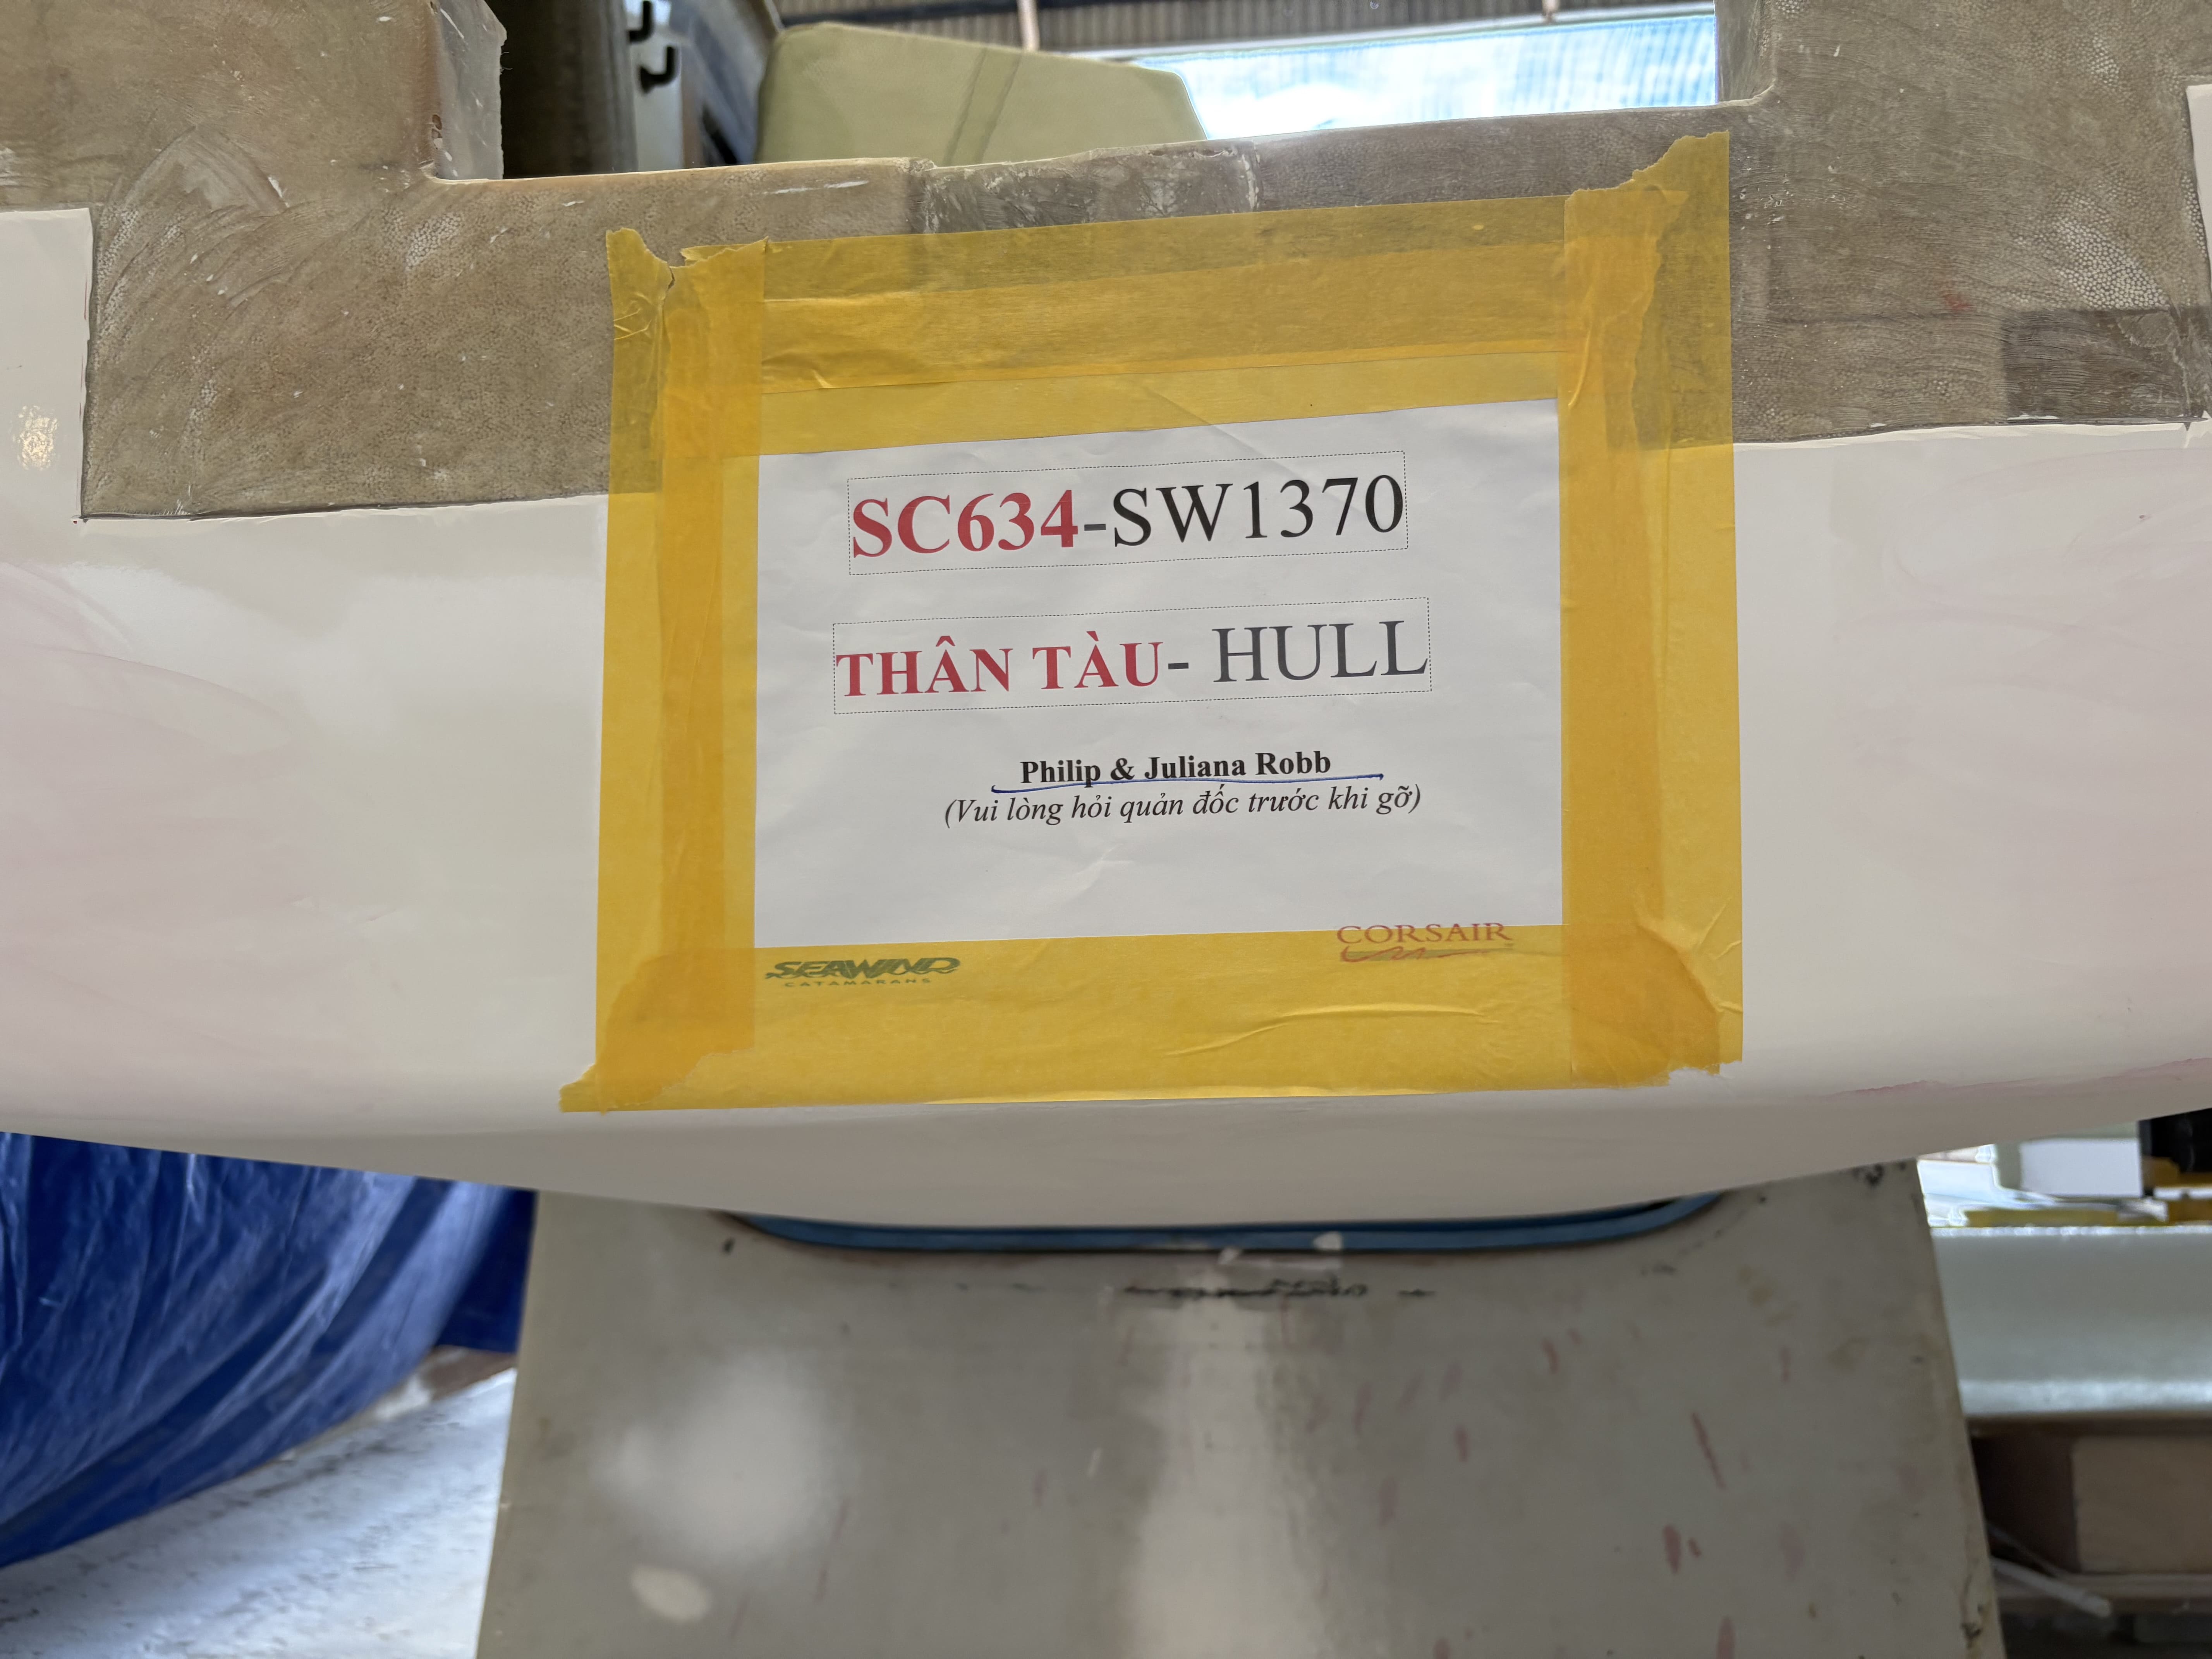 SC634-SW1370
THÂN TÀU- HULL
Philip & Juliana Robb
(Vui lòng hỏi quản đốc trước khi gỡ)
CORSAIR
SEAWIND
CATAMARANS